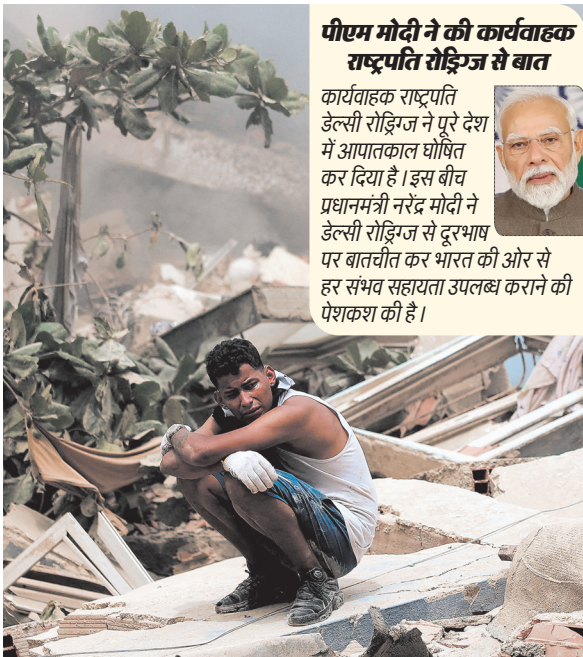 पीएम मोदी ने की कार्यवाहक
राष्ट्रपति रोड्रिग्ज से बात
कार्यवाहक राष्ट्रपति
डेल्सी रोड्रिग्ज ने पूरे देश
में आपातकाल घोषित
कर दिया है। इस बीच
प्रधानमंत्री नरेंद्र मोदी ने
डेल्सी रोड्रिग्ज से दूरभाष
पर बातचीत कर भारत की ओर से
हर संभव सहायता उपलब्ध कराने की
पेशकश की है।